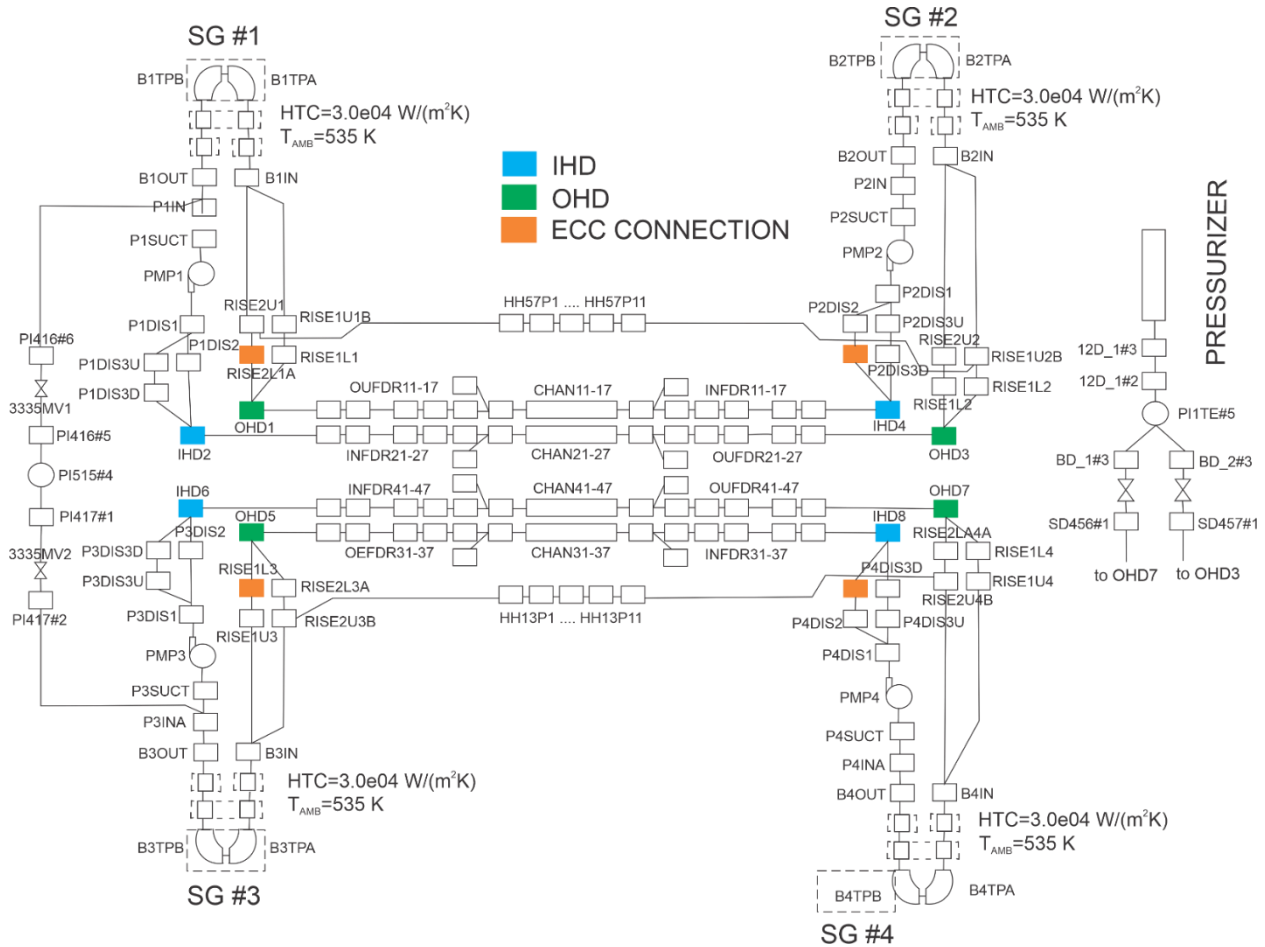 SG #1
B1TPB
B1TPA
HTC=3.0e04 W/(m²K)
T_AMB=535 K
B1OUT
B1IN
P1IN
P1SUCT
PMP1
P1DIS1
P1DIS2
P1DIS3U
P1DIS3D
RISE2U1
RISE1U1B
RISE2L1A
RISE1L1
PI416#6
3335MV1
PI416#5
PI515#4
PI417#1
3335MV2
PI417#2
IHD
OHD
ECC CONNECTION
HH57P1 .... HH57P11
SG #2
B2TPB
B2TPA
HTC=3.0e04 W/(m²K)
T_AMB=535 K
B2OUT
B2IN
P2IN
P2SUCT
PMP2
P2DIS1
P2DIS2
P2DIS3U
P2DIS3D
RISE2U2
RISE1U2B
RISE1L2
RISE1L2
PRESSURIZER
12D_1#3
12D_1#2
PI1TE#5
BD_1#3
BD_2#3
SD456#1
SD457#1
to OHD7
to OHD3
OUFDR11-17
CHAN11-17
INFDR11-17
OHD1
IHD4
IHD2
INFDR21-27
CHAN21-27
OUFDR21-27
OHD3
IHD6
INFDR41-47
CHAN41-47
OUFDR41-47
OHD7
OHD5
IHD8
OEFDR31-37
CHAN31-37
INFDR31-37
P3DIS2
P3DIS3D
P3DIS3U
P3DIS1
RISE1L3
RISE2L3A
RISE1U3
RISE2U3B
HH13P1 .... HH13P11
PMP3
P3SUCT
P3INA
B3OUT
B3IN
HTC=3.0e04 W/(m²K)
T_AMB=535 K
B3TPB
B3TPA
SG #3
RISE2LA4A
RISE1L4
RISE1U4
RISE2U4B
P4DIS3D
P4DIS2
P4DIS3U
P4DIS1
PMP4
P4SUCT
P4INA
B4OUT
B4IN
HTC=3.0e04 W/(m²K)
T_AMB=535 K
B4TPB
B4TPA
SG #4